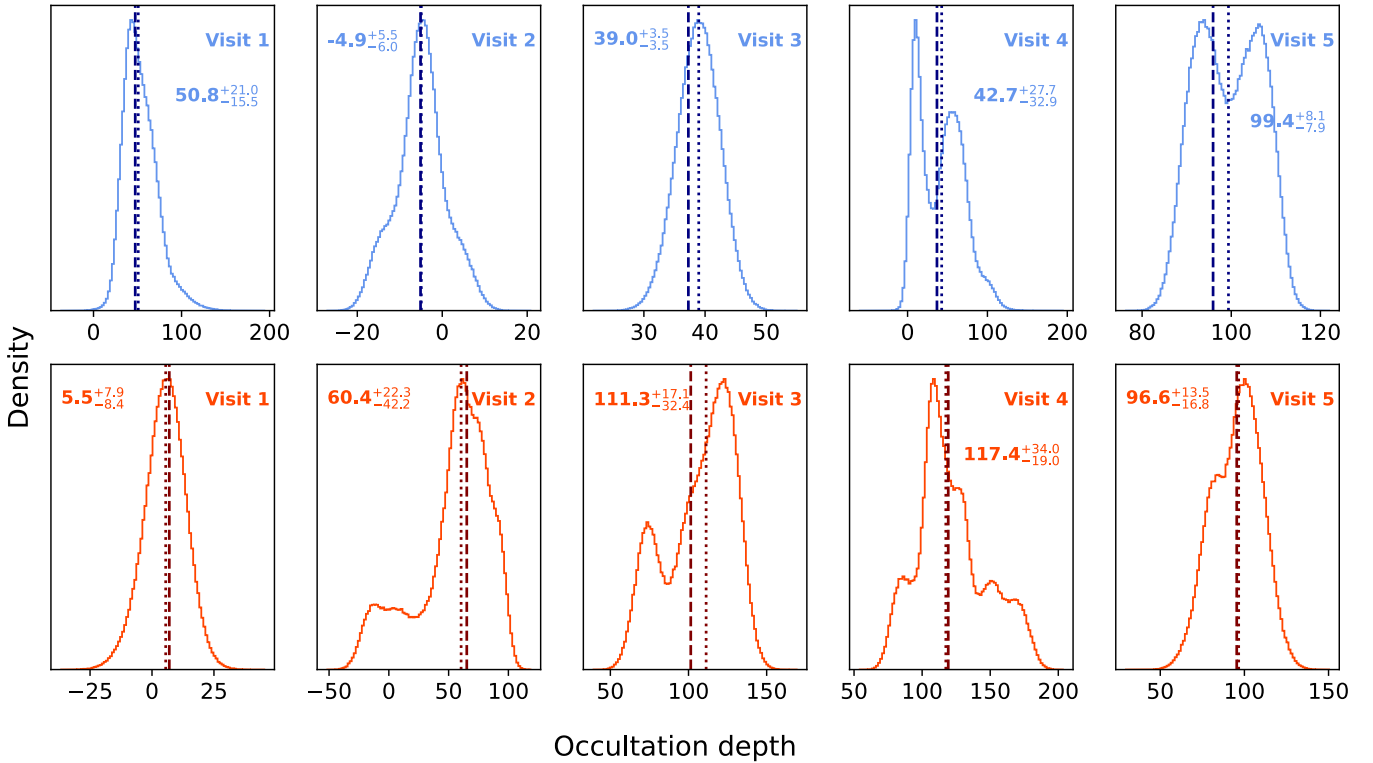 Visit 1
50.8 +21.0 −15.5
0 100 200
-4.9 +5.5 −6.0
Visit 2
−20 0 20
39.0 +3.5 −3.5
Visit 3
30 40 50
Visit 4
42.7 +27.7 −32.9
0 100 200
Visit 5
99.4 +8.1 −7.9
80 100 120
Density
5.5 +7.9 −8.4
Visit 1
−25 0 25
60.4 +22.3 −42.2
Visit 2
−50 0 50 100
111.3 +17.1 −32.4
Visit 3
50 100 150
Visit 4
117.4 +34.0 −19.0
50 100 150 200
96.6 +13.5 −16.8
Visit 5
50 100 150
Occultation depth